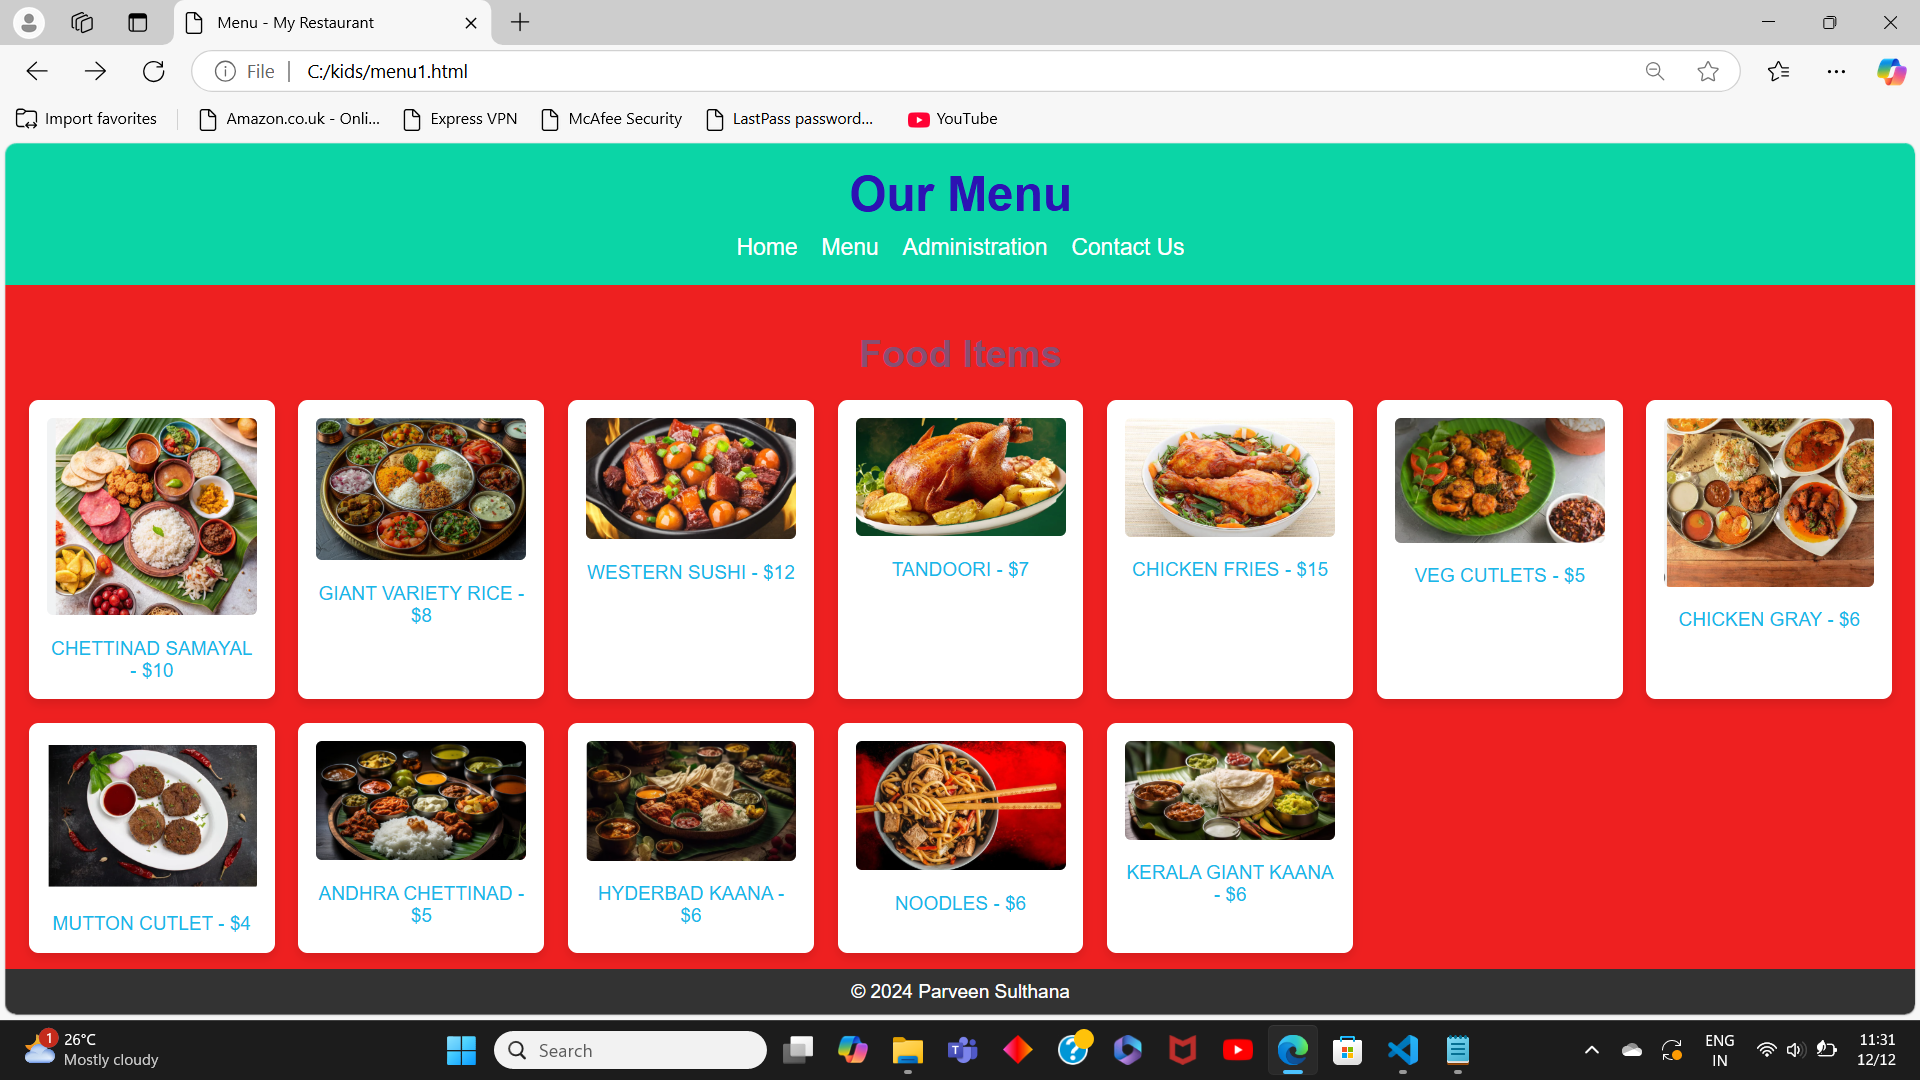 Menu - My Restaurant
File
C:/kids/menu1.html
Import favorites
Amazon.co.uk - Onli...
Express VPN
McAfee Security
LastPass password...
YouTube
Our Menu
Home
Menu
Administration
Contact Us
Food Items
CHETTINAD SAMAYAL
- $10
GIANT VARIETY RICE -
$8
WESTERN SUSHI - $12
TANDOORI - $7
CHICKEN FRIES - $15
VEG CUTLETS - $5
CHICKEN GRAY - $6
MUTTON CUTLET - $4
ANDHRA CHETTINAD -
$5
HYDERBAD KAANA -
$6
NOODLES - $6
KERALA GIANT KAANA
- $6
© 2024 Parveen Sulthana
1
26°C
Mostly cloudy
Search
ENG
IN
11:31
12/12